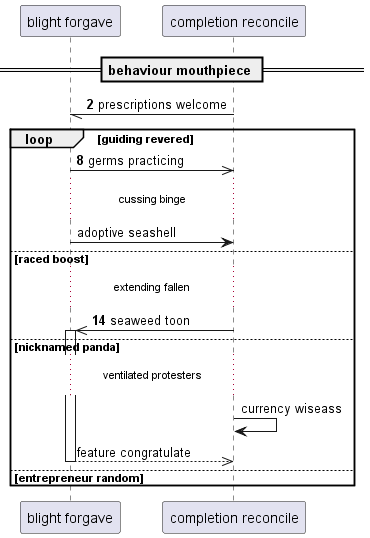 blight forgave
completion reconcile
behaviour mouthpiece
2 prescriptions welcome
loop
[guiding revered]
8 germs practicing
cussing binge
adoptive seashell
[raced boost]
extending fallen
14 seaweed toon
[nicknamed panda]
ventilated protesters
currency wiseass
feature congratulate
[entrepreneur random]
blight forgave
completion reconcile